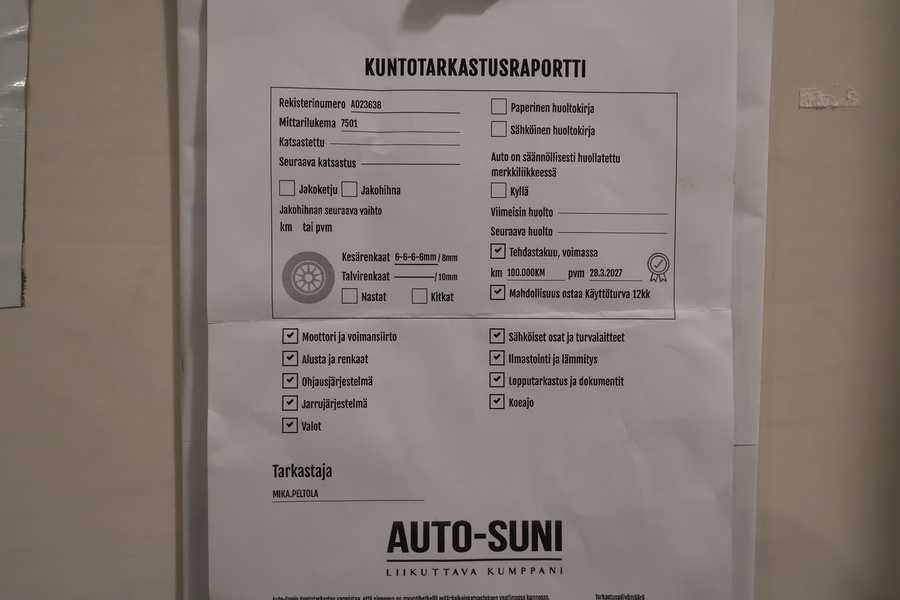 KUNTOTARKASTUSRAPORTTI
Rekisterinumero AO23638
Mittarilukema 7501
Katsastettu
Seuraava katsastus
Jakoketju Jakohihna
Jakohihnan seuraava vaihto
km tai pvm
Kesärenkaat 6-6-6-6mm / 8mm
Talvirenkaat / 10mm
Nastat Kitkat
Paperinen huoltokirja
Sähköinen huoltokirja
Auto on säännöllisesti huollatettu
merkkiliikkeessä
Kyllä
Viimeisin huolto
Seuraava huolto
Tehdastakuu, voimassa
km 100.000KM pvm 28.3.2027
Mahdollisuus ostaa Käyttöturva 12kk
Moottori ja voimansiirto
Alusta ja renkaat
Ohjausjärjestelmä
Jarrujärjestelmä
Valot
Sähköiset osat ja turvalaitteet
Ilmastointi ja lämmitys
Lopputarkastus ja dokumentit
Koeajo
Tarkastaja
MIKA.PELTOLA
AUTO-SUNI
LIIKUTTAVA KUMPPANI